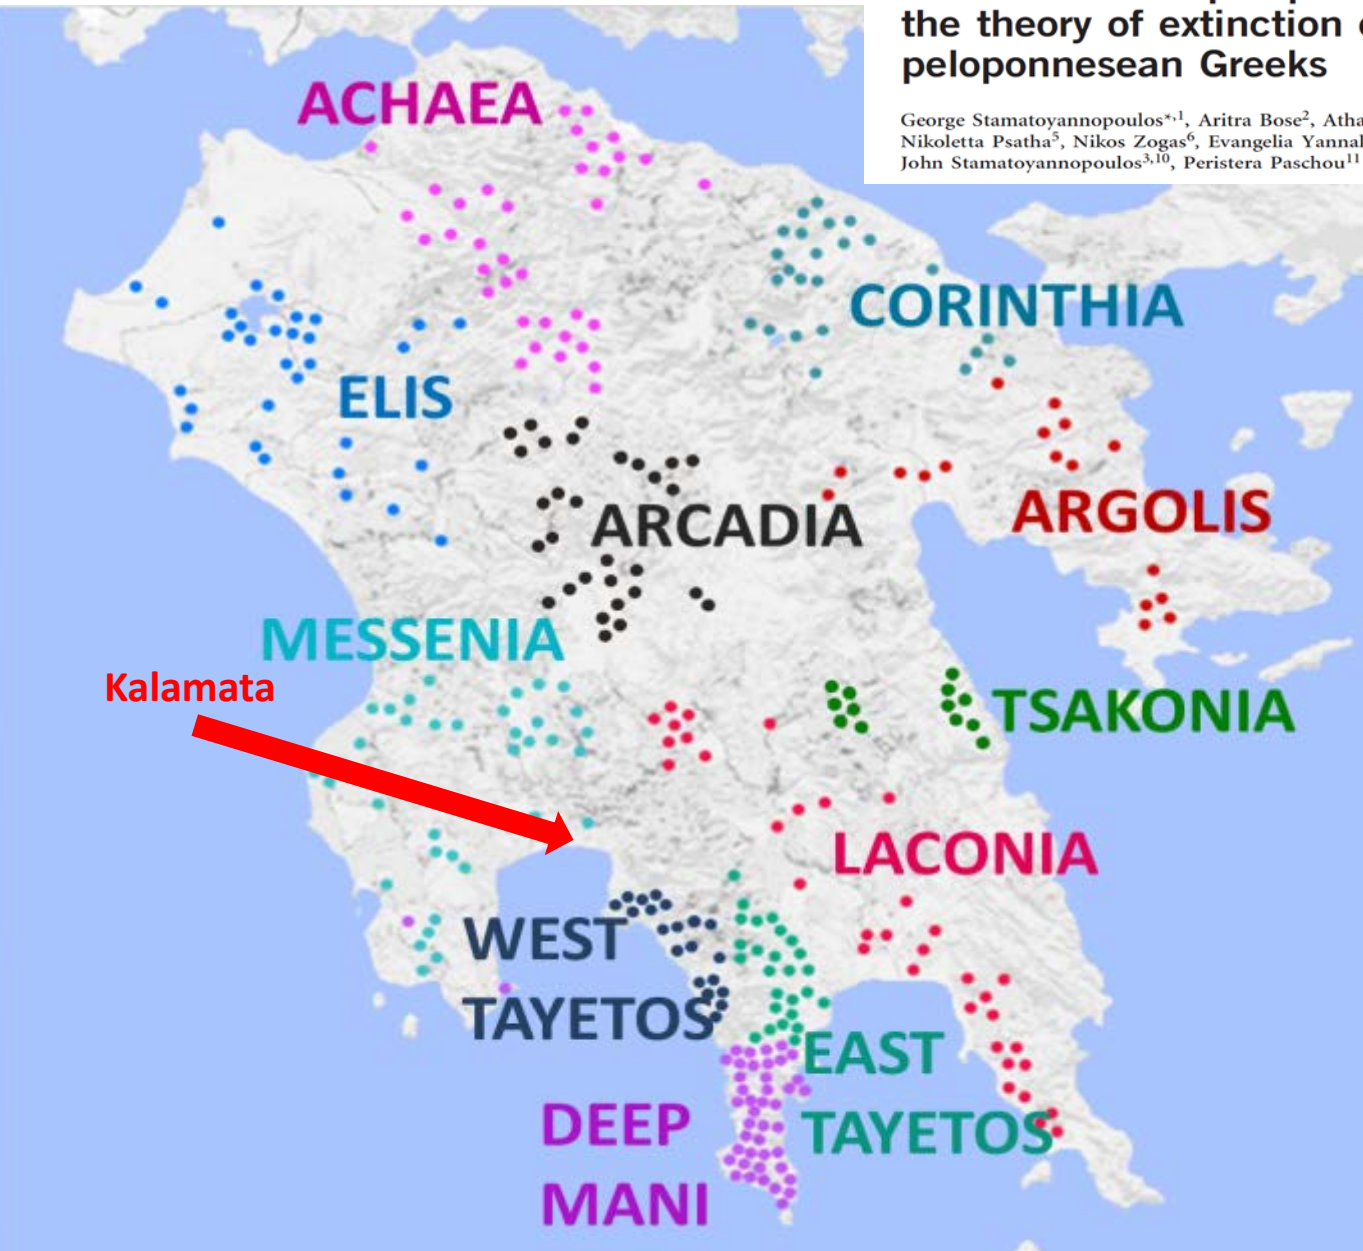 the theory of extinction
peloponnesean Greeks
George Stamatoyannopoulos*,1, Aritra Bose2,
Nikoletta Psatha5, Nikos Zogas6, Evangelia
John Stamatoyannopoulos3,10, Peristera Paschou11
ACHAEA
CORINTHIA
ELIS
ARGOLIS
ARCADIA
MESSENIA
Kalamata
TSAKONIA
LACONIA
WEST
TAYETOS
EAST
TAYETOS
DEEP
MANI